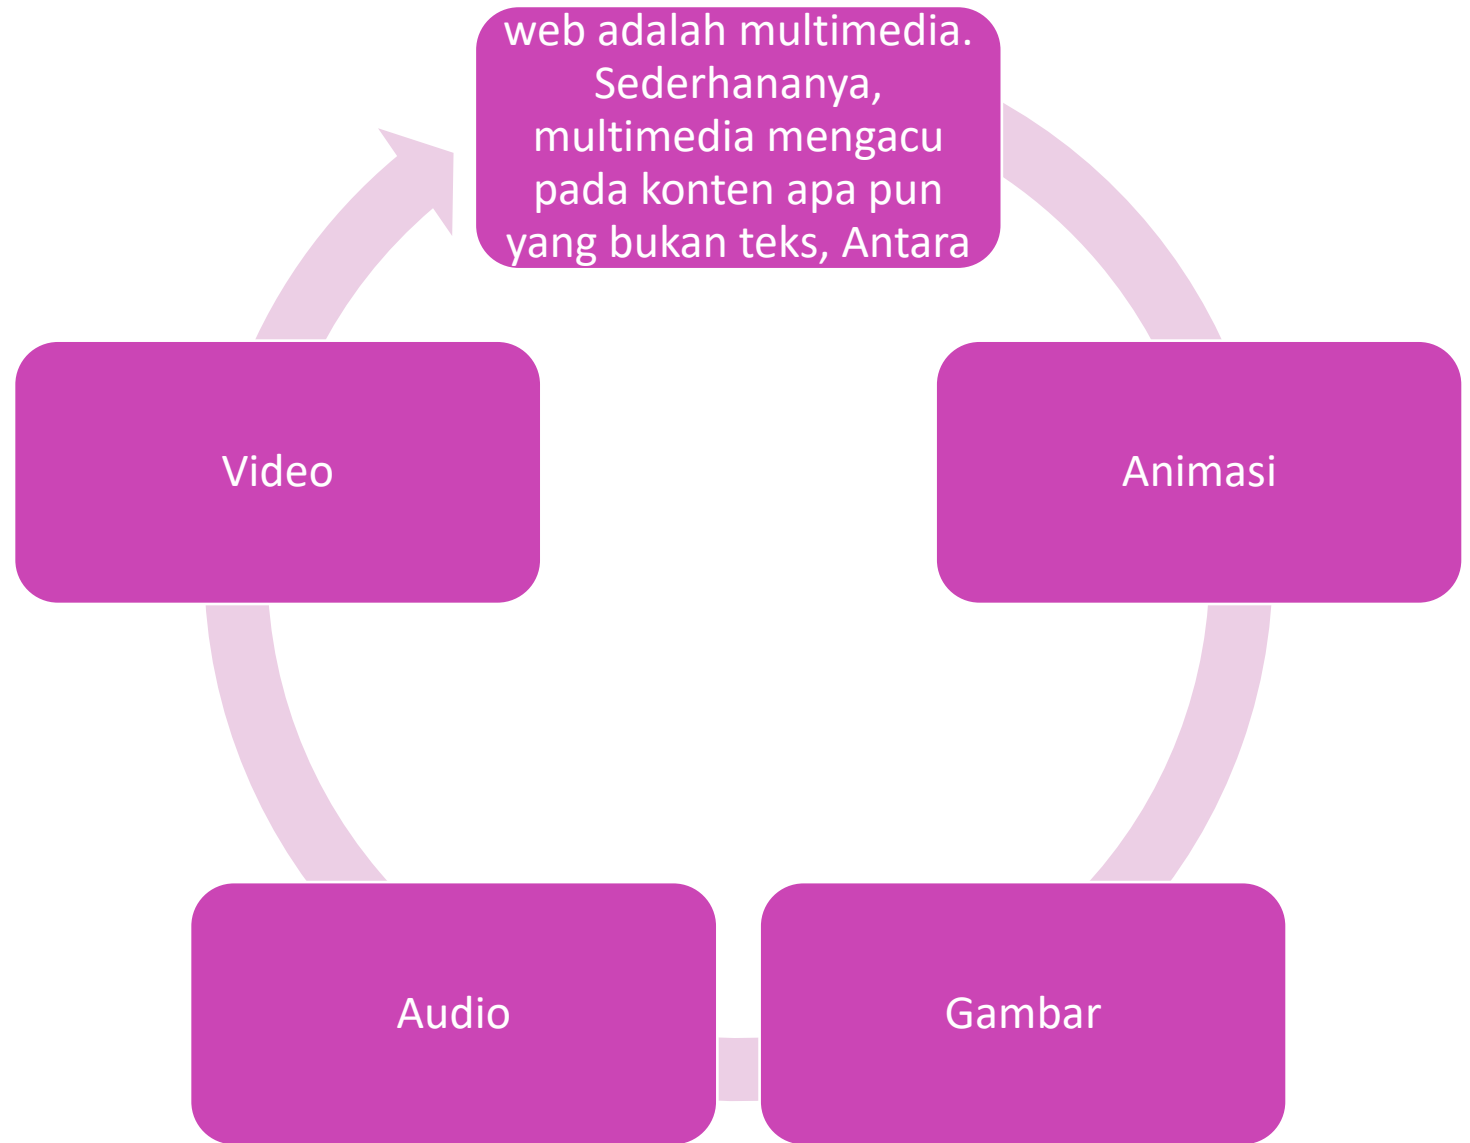 web adalah multimedia.
Sederhananya,
multimedia mengacu
pada konten apa pun
yang bukan teks, Antara
Animasi
Gambar
Audio
Video